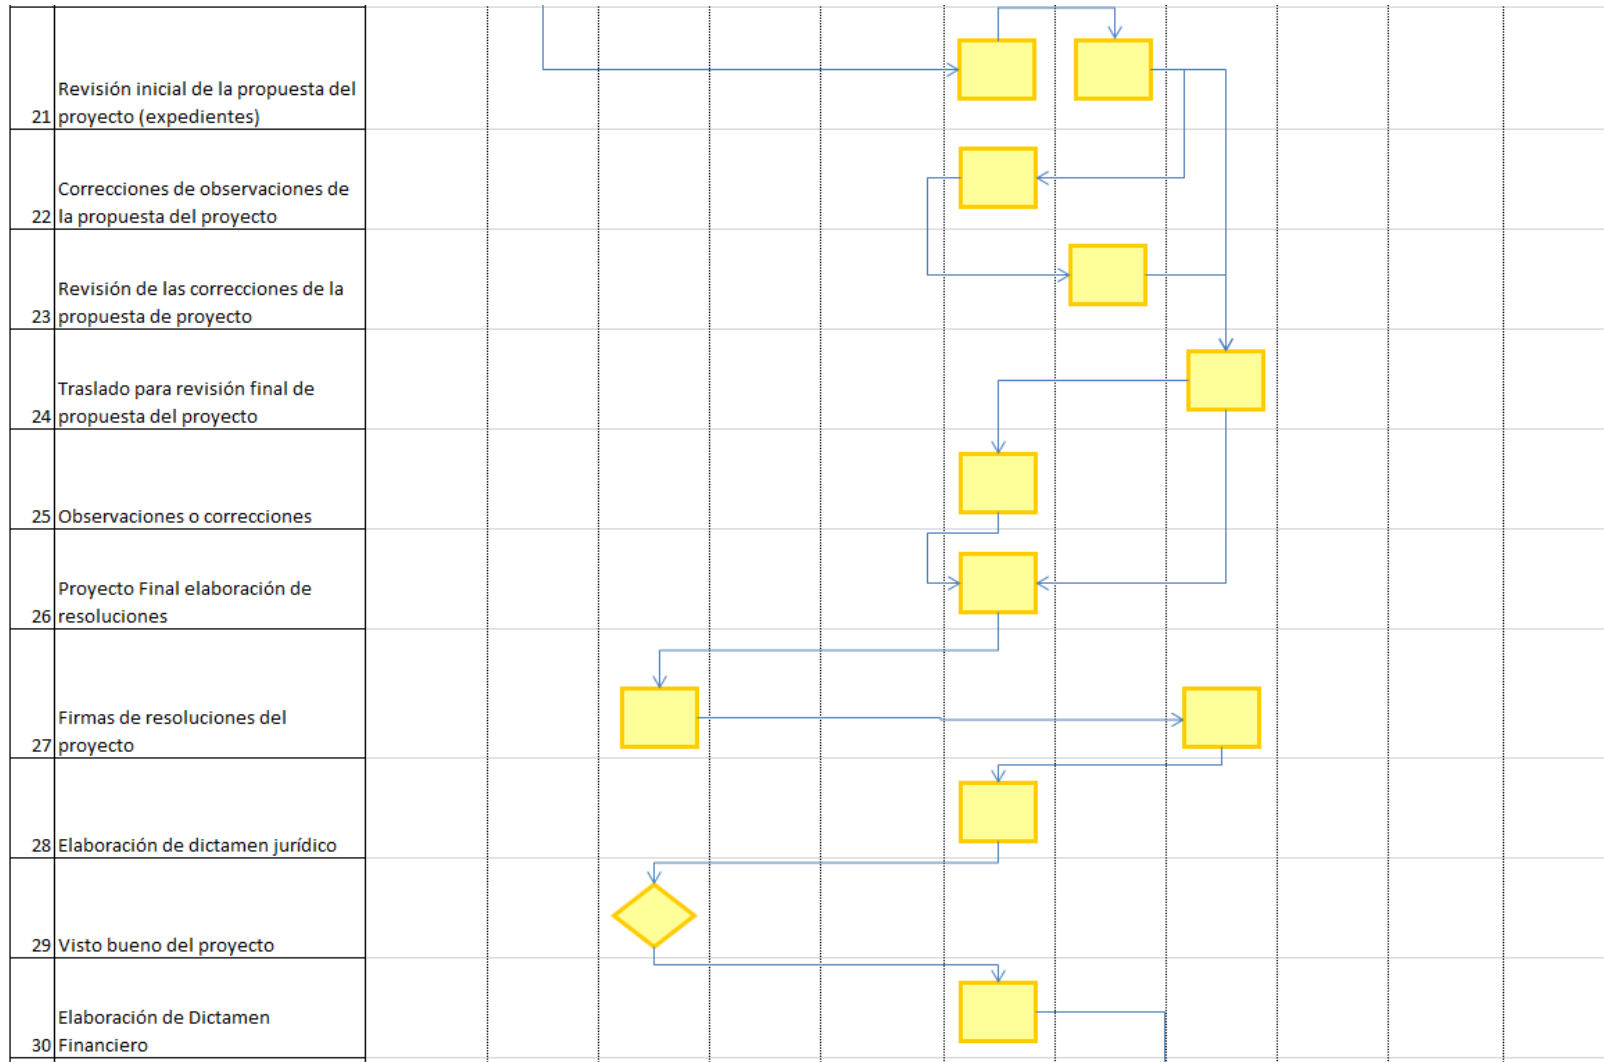 Revisión inicial de la propuesta del
21 proyecto (expedientes)
Correcciones de observaciones de
22 la propuesta del proyecto
Revisión de las correcciones de la
23 propuesta de proyecto
Traslado para revisión final de
24 propuesta del proyecto
25 Observaciones o correcciones
Proyecto Final elaboración de
26 resoluciones
Firmas de resoluciones del
27 proyecto
28 Elaboración de dictamen jurídico
29 Visto bueno del proyecto
Elaboración de Dictamen
30 Financiero